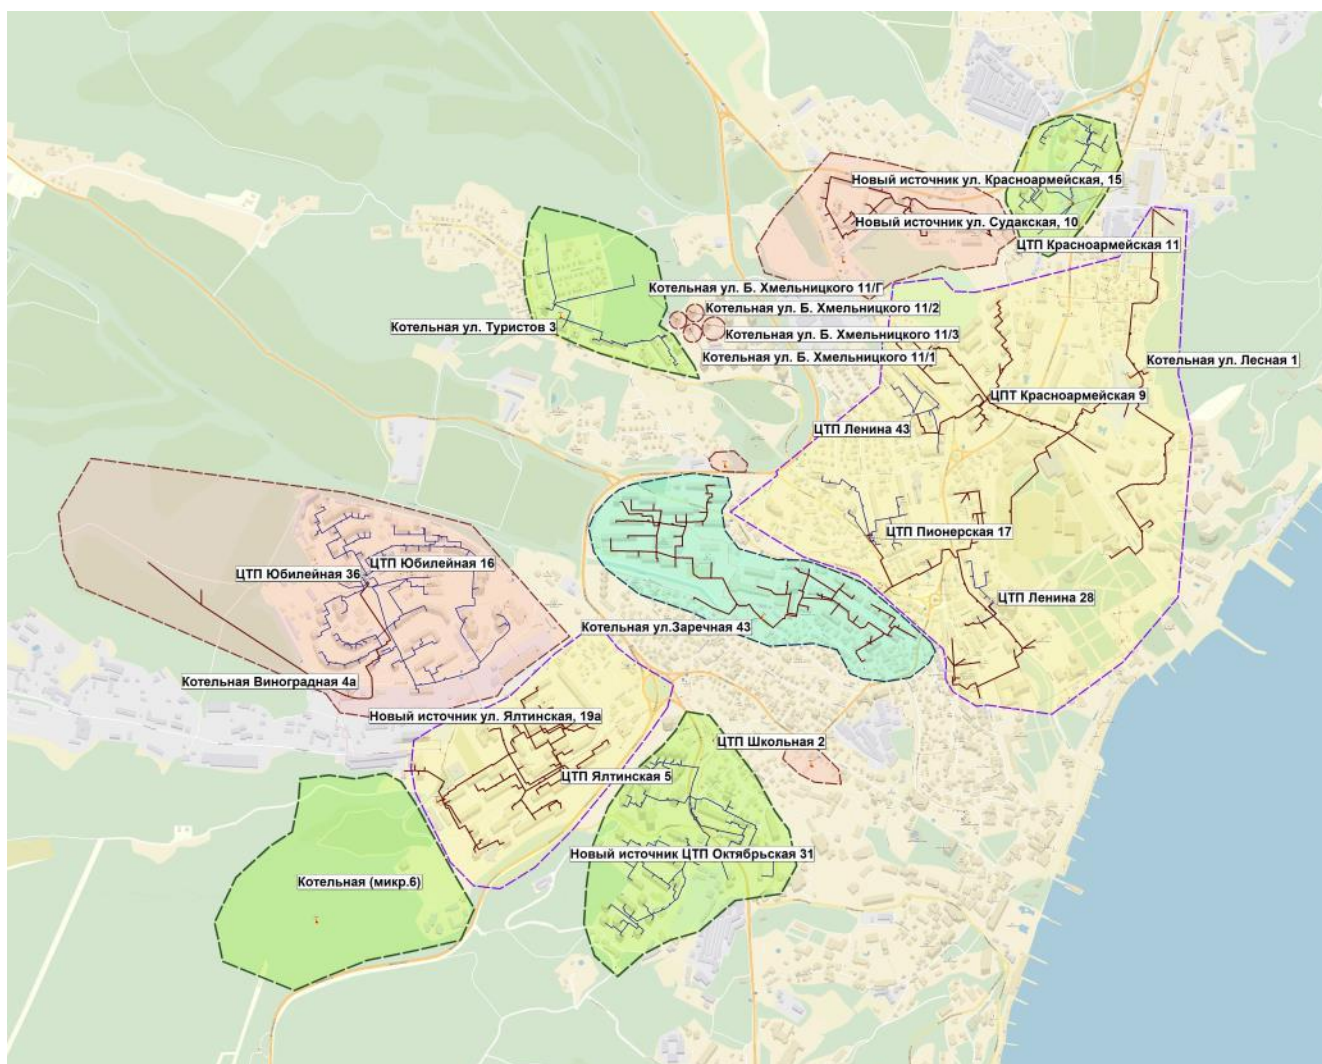 Новый источник ул. Красноармейская, 15
Новый источник ул. Судакская, 10
ЦТП Красноармейская 11
Котельная ул. Б. Хмельницкого 11/Г
Котельная ул. Б. Хмельницкого 11/2
Котельная ул. Туристов 3
Котельная ул. Б. Хмельницкого 11/3
Котельная ул. Б. Хмельницкого 11/1
Котельная ул. Лесная 1
ЦПТ Красноармейская 9
ЦТП Ленина 43
ЦТП Пионерская 17
ЦТП Юбилейная 16
ЦТП Юбилейная 36
ЦТП Ленина 28
Котельная ул.Заречная 43
Котельная Виноградная 4а
Новый источник ул. Ялтинская, 19а
ЦТП Школьная 2
ЦТП Ялтинская 5
Новый источник ЦТП Октябрьская 31
Котельная (микр.6)